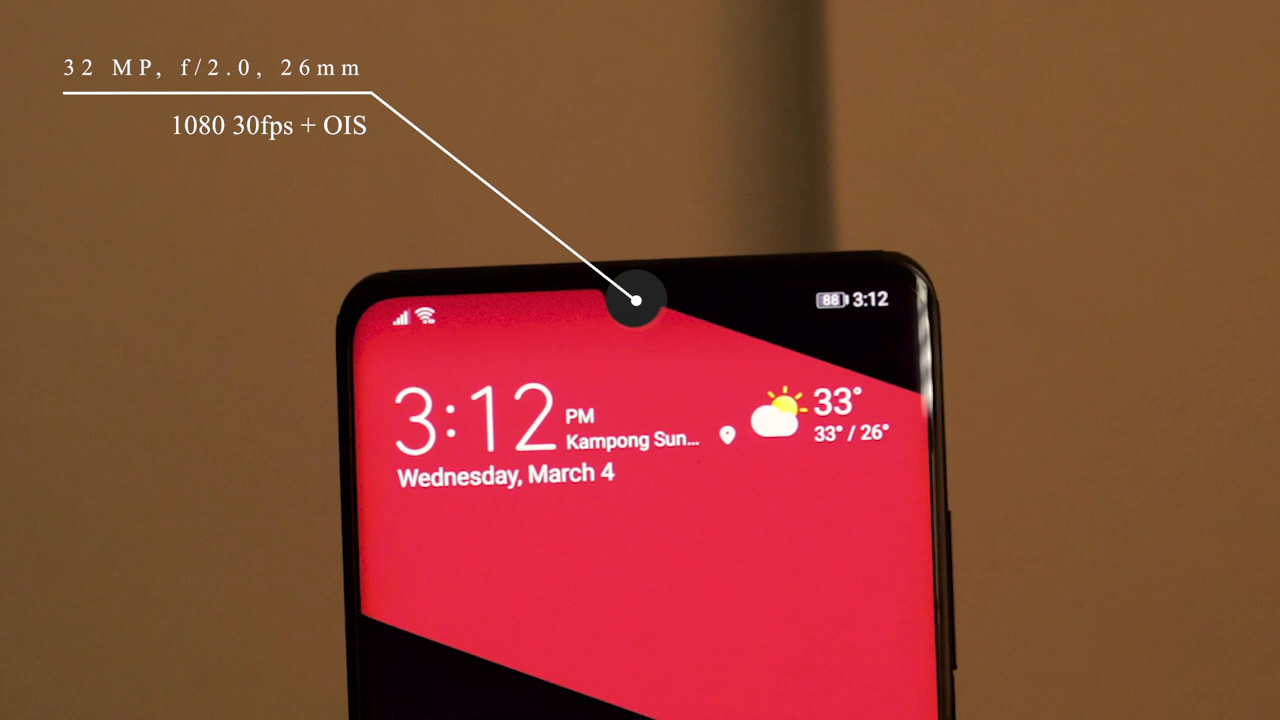 32 MP, f/2.0, 26mm
1080 30fps + OIS
88 3:12
3:12 PM
Kampong Sun...
Wednesday, March 4
33°
33° / 26°